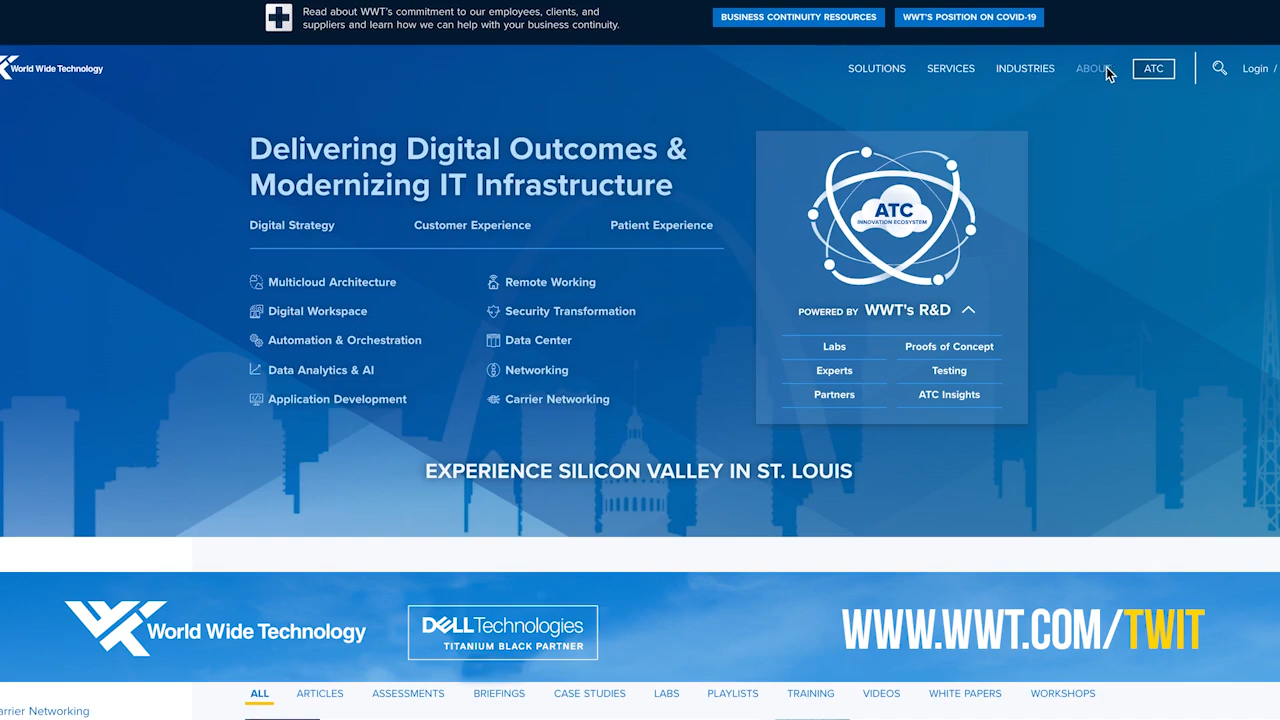 Read about WWT's commitment to our employees, clients, and
suppliers and learn how we can help with your business continuity.
BUSINESS CONTINUITY RESOURCES
WWT'S POSITION ON COVID-19
World Wide Technology
SOLUTIONS
SERVICES
INDUSTRIES
ABOUT
ATC
Login /
Delivering Digital Outcomes &
Modernizing IT Infrastructure
Digital Strategy
Customer Experience
Patient Experience
Multicloud Architecture
Remote Working
Digital Workspace
Security Transformation
Automation & Orchestration
Data Center
Data Analytics & AI
Networking
Application Development
Carrier Networking
ATC
INNOVATION ECOSYSTEM
POWERED BY WWT's R&D
Labs
Proofs of Concept
Experts
Testing
Partners
ATC Insights
EXPERIENCE SILICON VALLEY IN ST. LOUIS
World Wide Technology
DELLTechnologies
TITANIUM BLACK PARTNER
WWW.WWT.COM/TWIT
ALL
ARTICLES
ASSESSMENTS
BRIEFINGS
CASE STUDIES
LABS
PLAYLISTS
TRAINING
VIDEOS
WHITE PAPERS
WORKSHOPS
arrier Networking